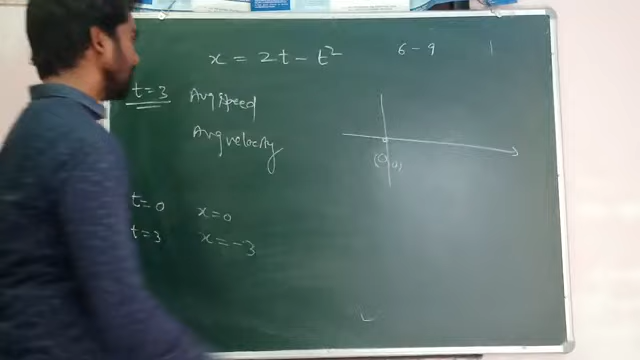 x = 2t - t²
6 - 9
t=3 Avg speed
Avg velocity
(0,0)
t=0 x=0
t=3 x=-3